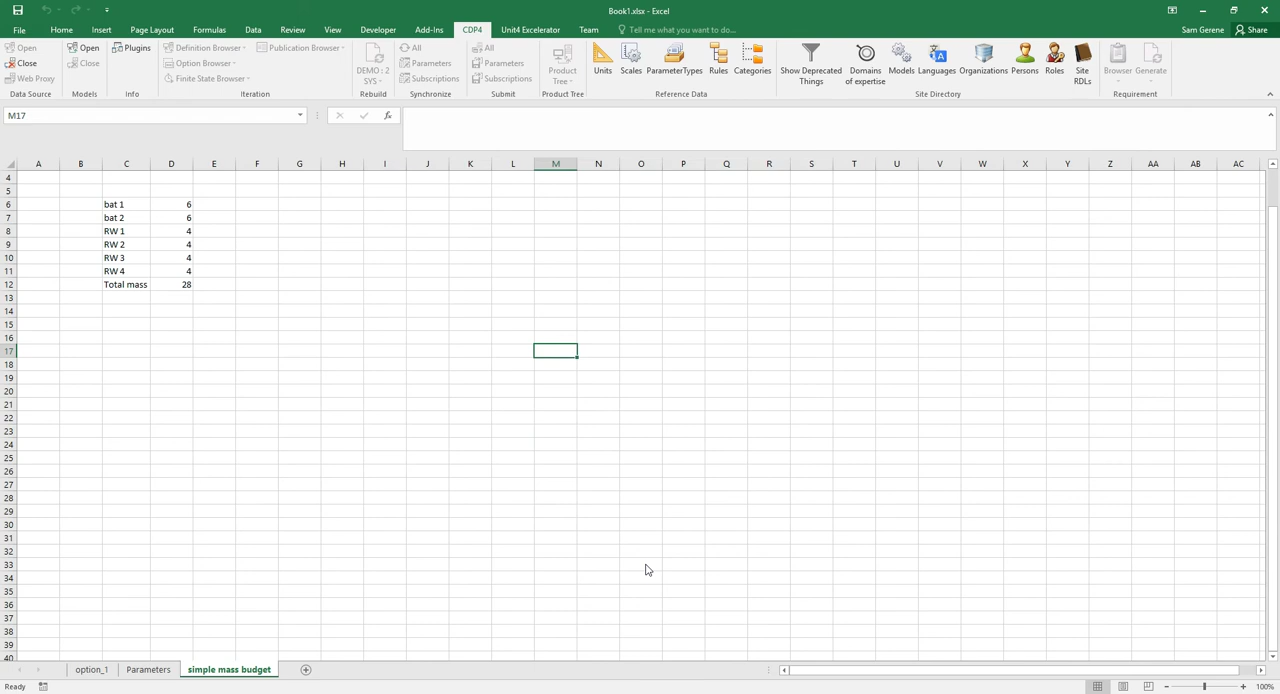 Book1.xlsx - Excel
File Home Insert Page Layout Formulas Data Review View Developer Add-Ins CDP4 Unit4 Excelerator Team Tell me what you want to do... Sam Gerene Share
Open Open Plugins Definition Browser Publication Browser All All
Close Close Option Browser Parameters Parameters
Web Proxy Finite State Browser Subscriptions Subscriptions
DEMO : 2 SYS
Product Tree
Units Scales ParameterTypes Rules Categories
Show Deprecated Things
Domains of expertise
Models Languages Organizations Persons Roles
Site RDLs
Browser Generate
Data Source Models Info Iteration Rebuild Synchronize Submit Product Tree Reference Data Site Directory Requirement
M17 fx
A B C D E F G H I J K L M N O P Q R S T U V W X Y Z AA AB AC
4
5
6 bat 1 6
7 bat 2 6
8 RW 1 4
9 RW 2 4
10 RW 3 4
11 RW 4 4
12 Total mass 28
13
14
15
16
17
18
19
20
21
22
23
24
25
26
27
28
29
30
31
32
33
34
35
36
37
38
39
40
option_1 Parameters simple mass budget
Ready 100%